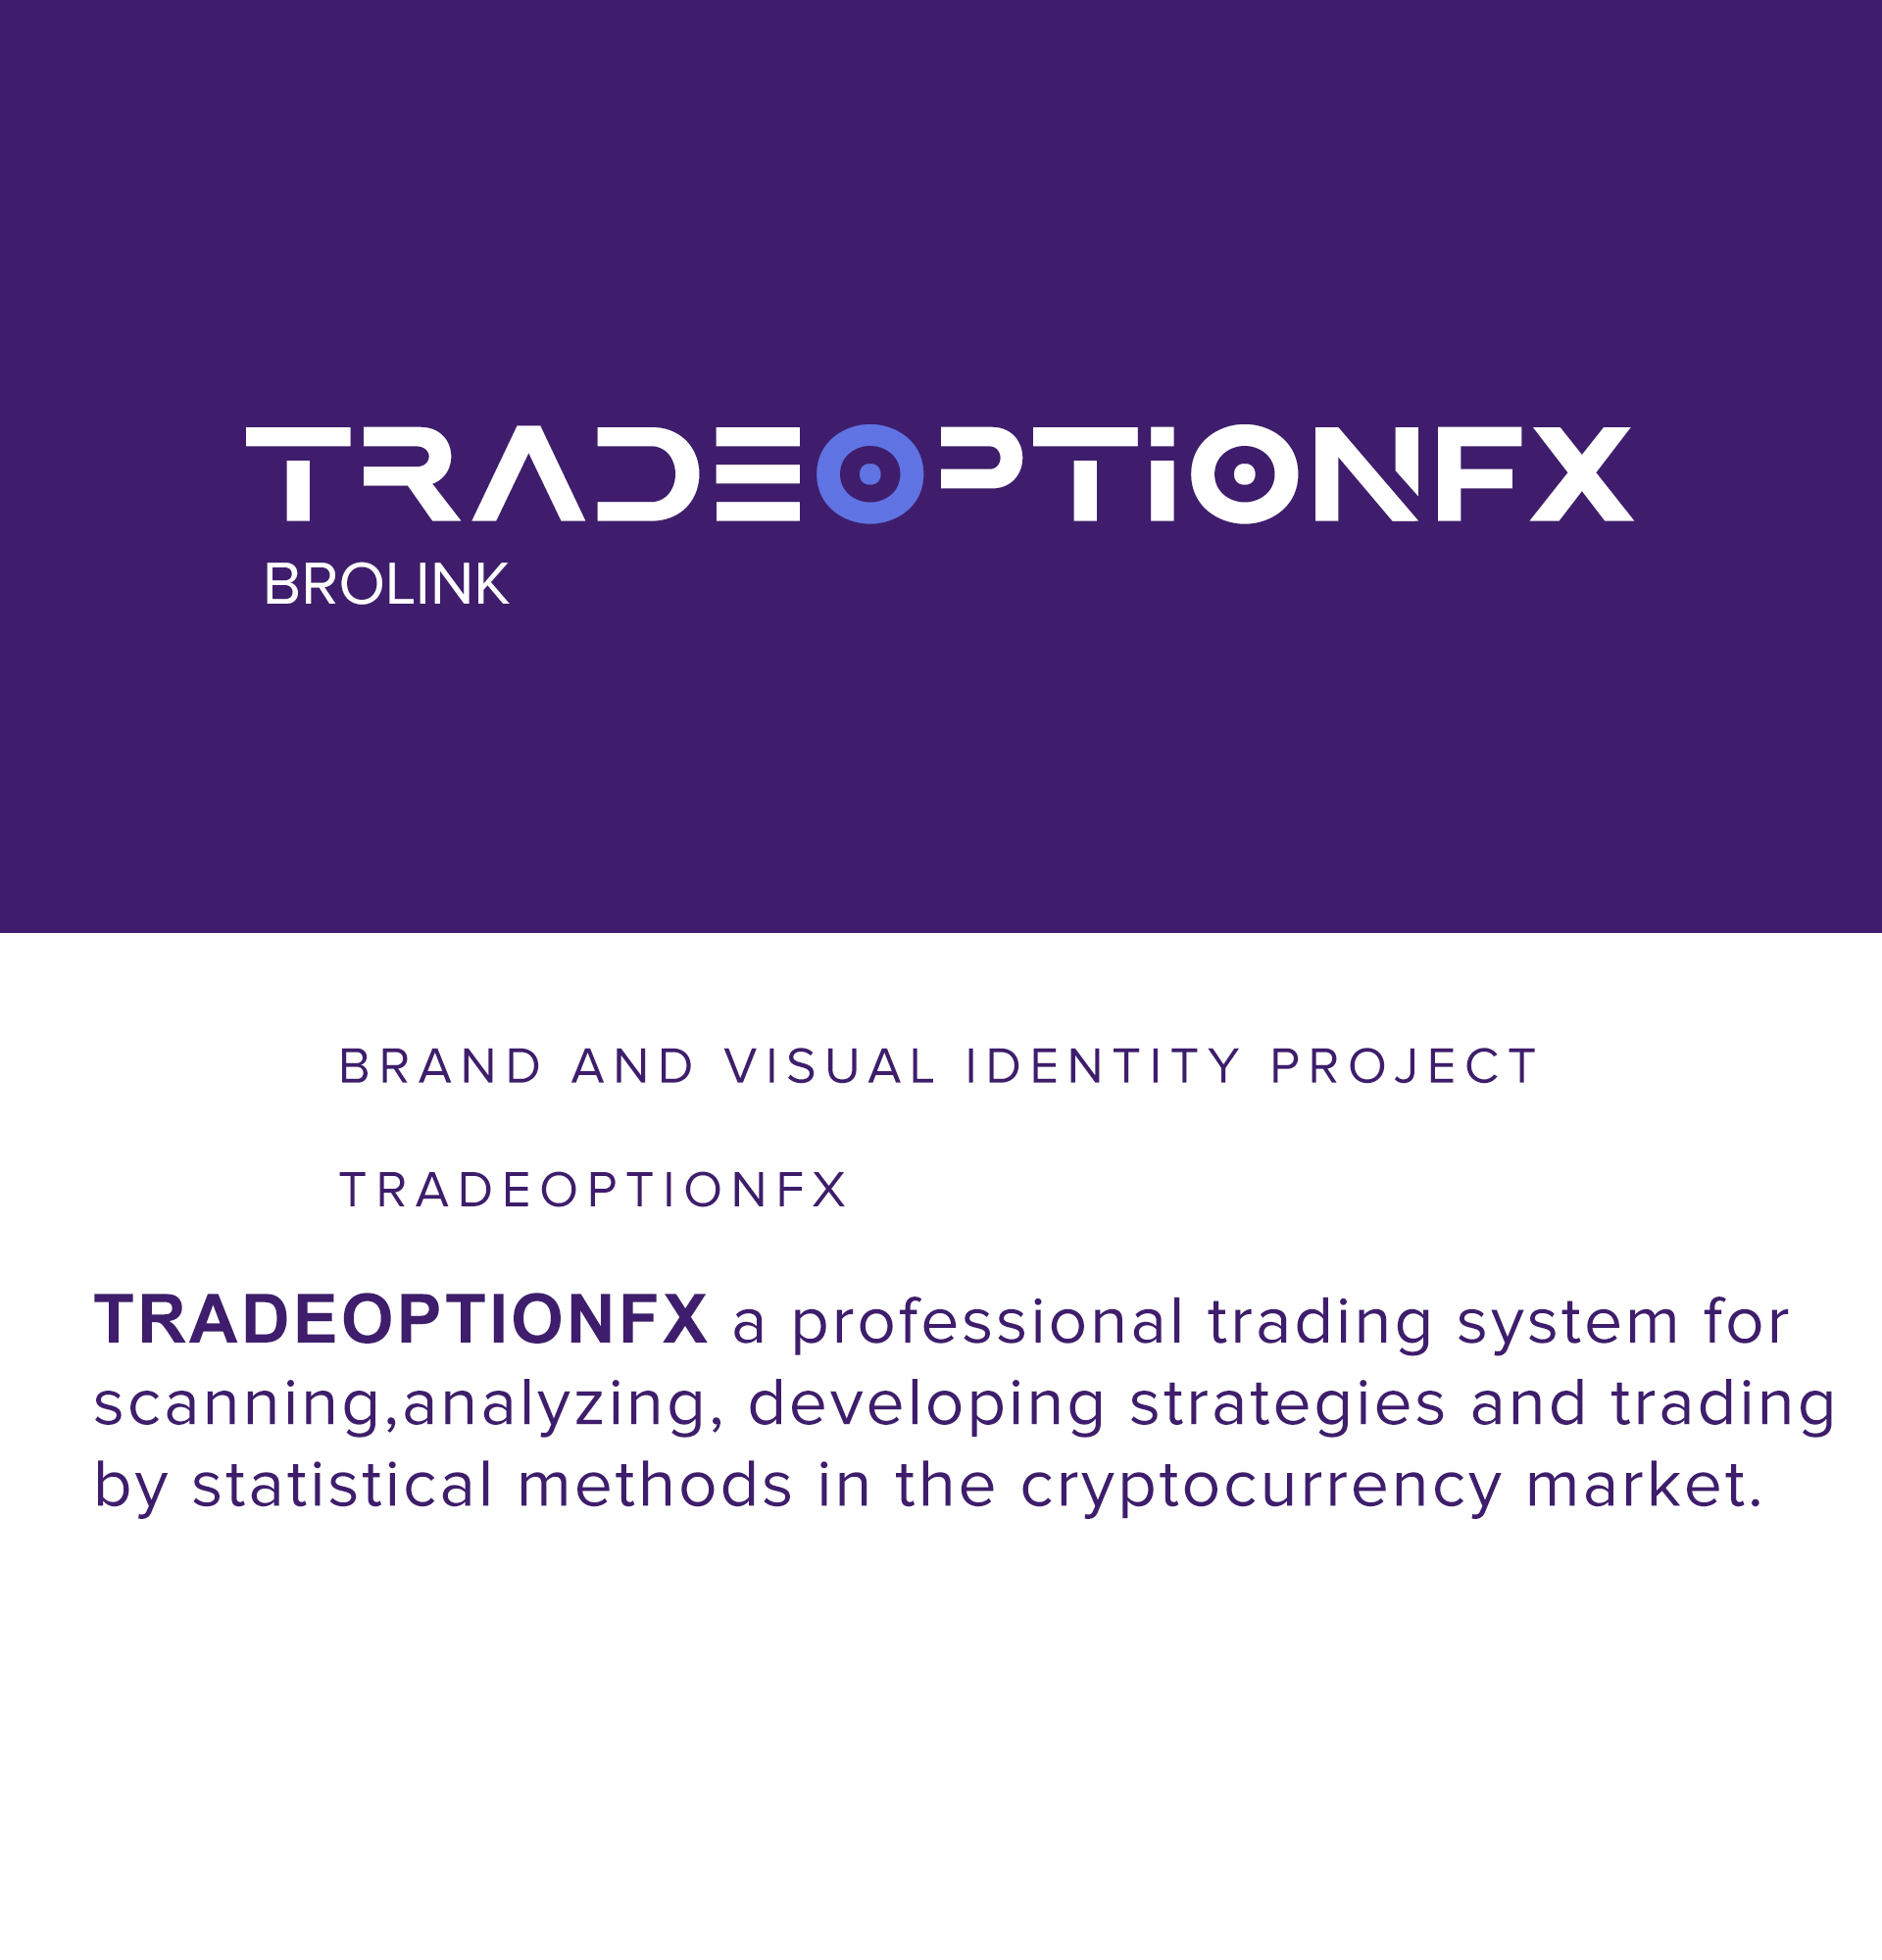 TRADEOPTiONFX
BROLINK
BRAND AND VISUAL IDENTITY PROJECT
TRADEOPTIONFX
TRADEOPTIONFX a professional trading system for
scanning,analyzing, developing strategies and trading
by statistical methods in the cryptocurrency market.